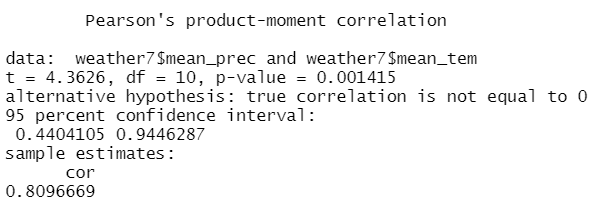 Pearson's product-moment correlation
data:  weather7$mean_prec and weather7$mean_tem
t = 4.3626, df = 10, p-value = 0.001415
alternative hypothesis: true correlation is not equal to 0
95 percent confidence interval:
 0.4404105 0.9446287
sample estimates:
      cor
0.8096669